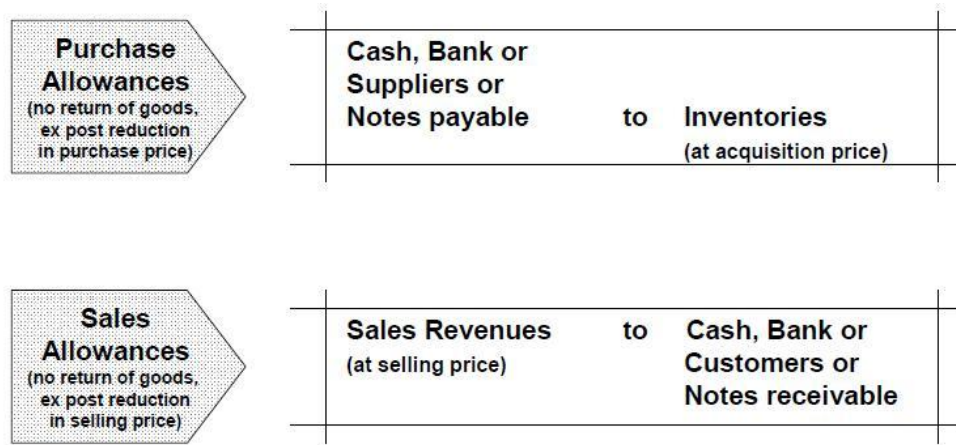 Purchase
Allowances
(no return of goods,
ex post reduction
in purchase price)
Cash, Bank or
Suppliers or
Notes payable to Inventories
(at acquisition price)
Sales
Allowances
(no return of goods,
ex post reduction
in selling price)
Sales Revenues to Cash, Bank or
(at selling price) Customers or
Notes receivable